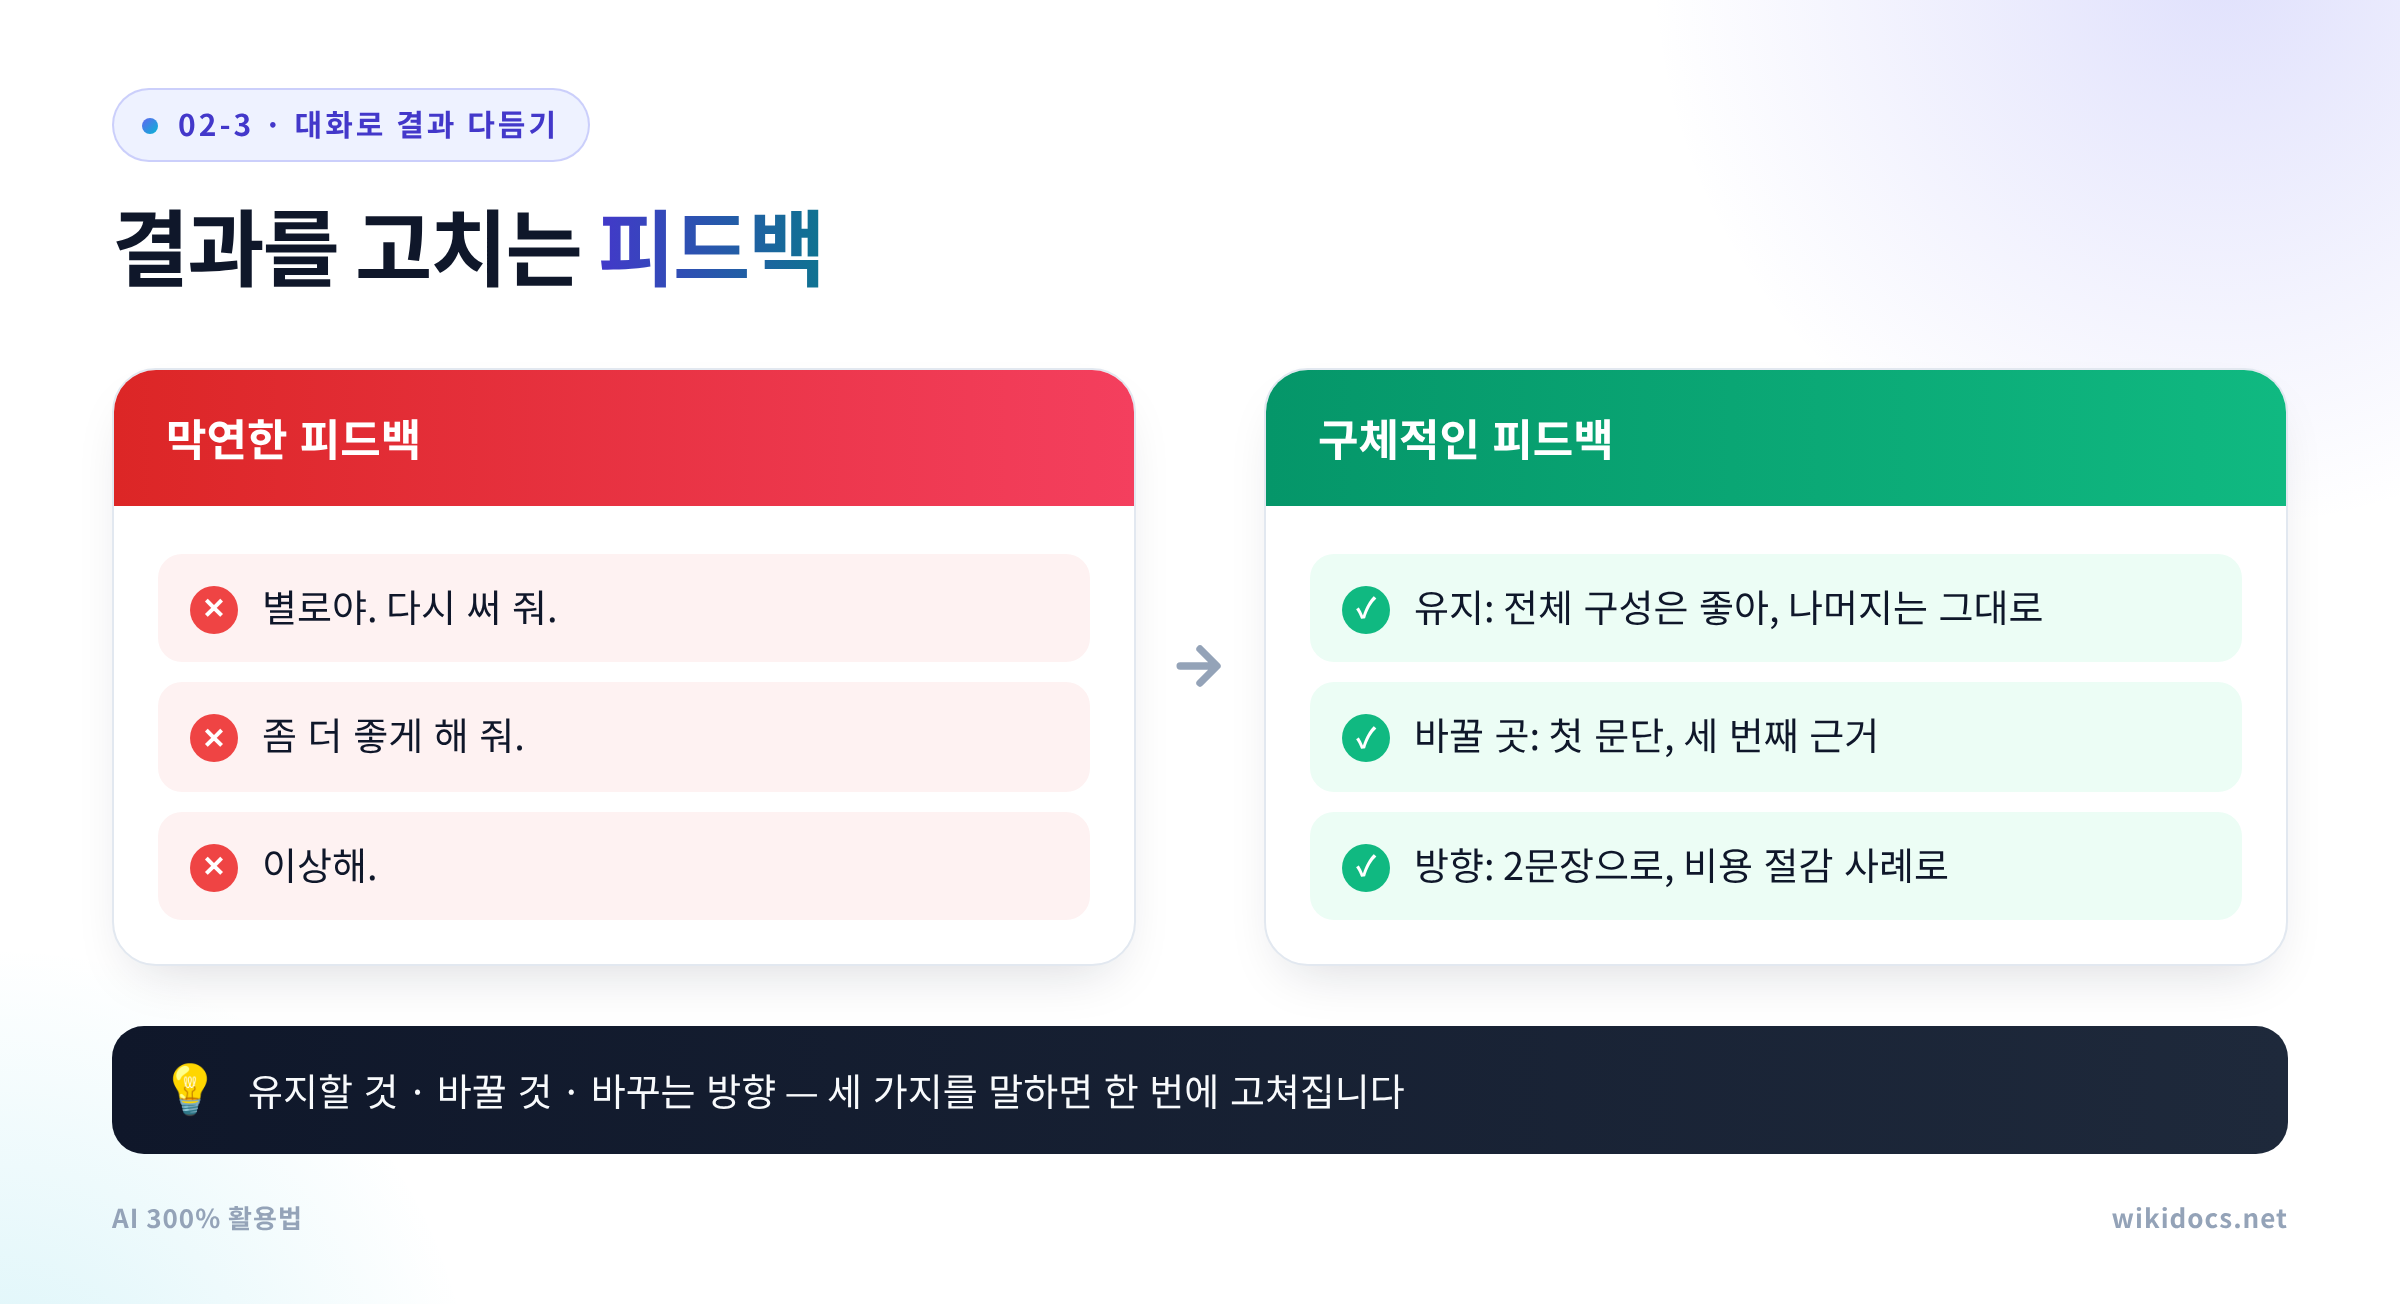 02-3 · 대화로 결과 다듬기
결과를 고치는 피드백
막연한 피드백
별로야. 다시 써 줘.
좀 더 좋게 해 줘.
이상해.
구체적인 피드백
유지: 전체 구성은 좋아, 나머지는 그대로
바꿀 곳: 첫 문단, 세 번째 근거
방향: 2문장으로, 비용 절감 사례로
유지할 것 · 바꿀 것 · 바꾸는 방향 — 세 가지를 말하면 한 번에 고쳐집니다
AI 300% 활용법
wikidocs.net